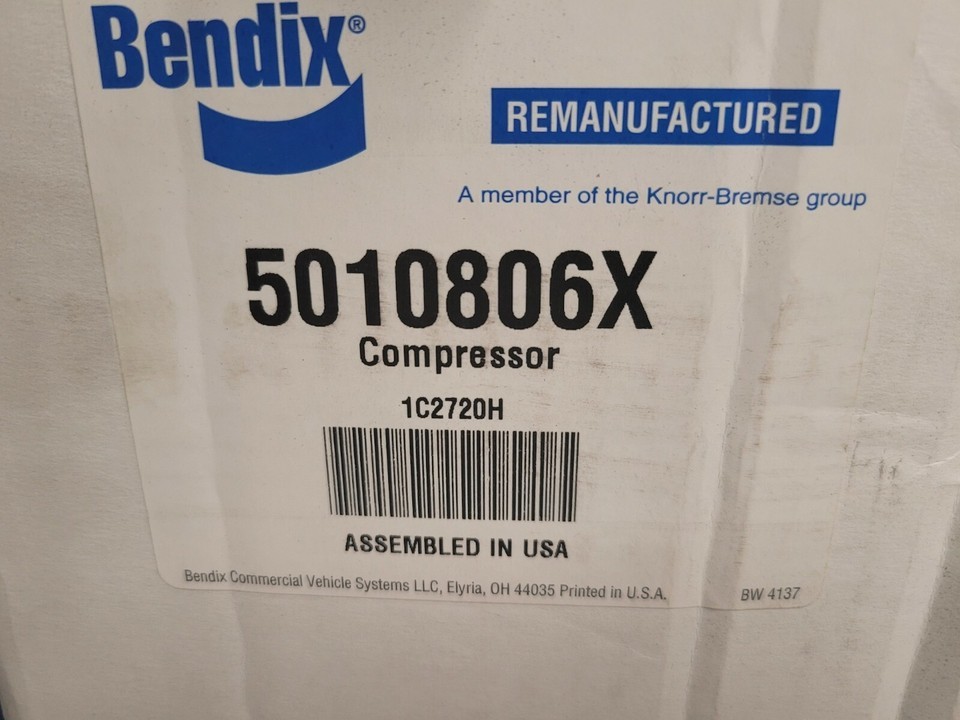 Bendix®
REMANUFACTURED
A member of the Knorr-Bremse group
5010806X
Compressor
1C2720H
ASSEMBLED IN USA
Bendix Commercial Vehicle Systems LLC, Elyria, OH 44035 Printed in U.S.A.
BW 4137